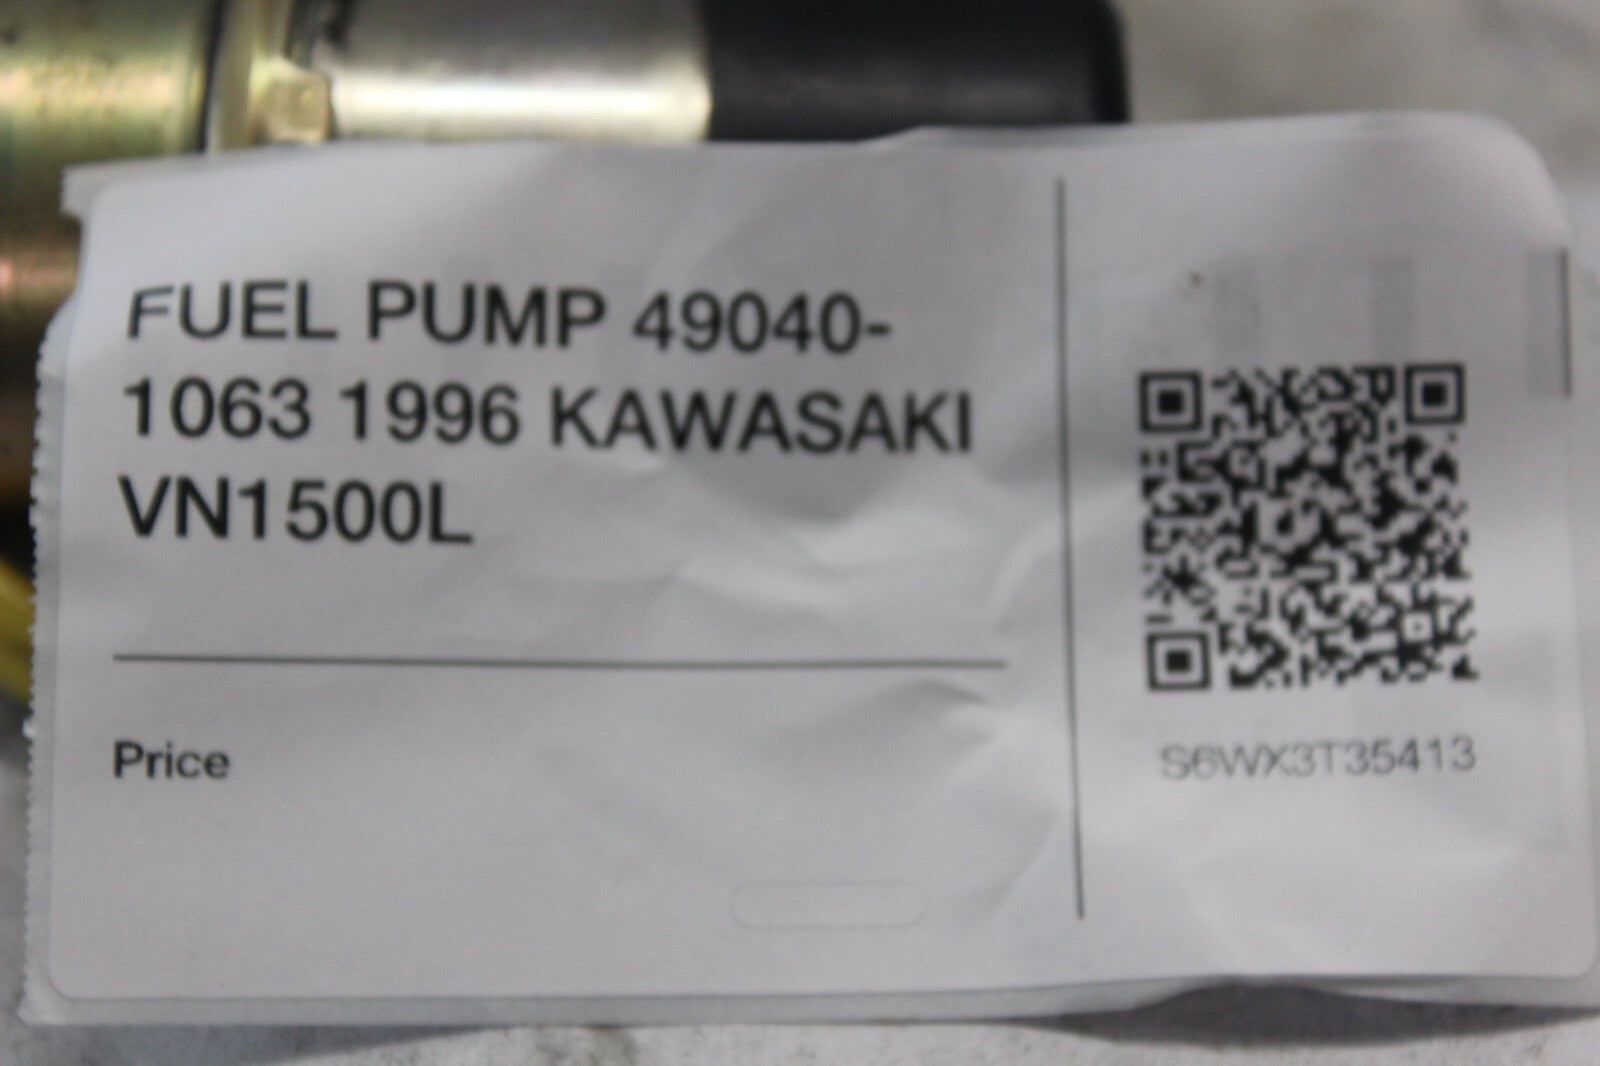 FUEL PUMP 49040-
1063 1996 KAWASAKI
VN1500L
Price
S6WX3T35413